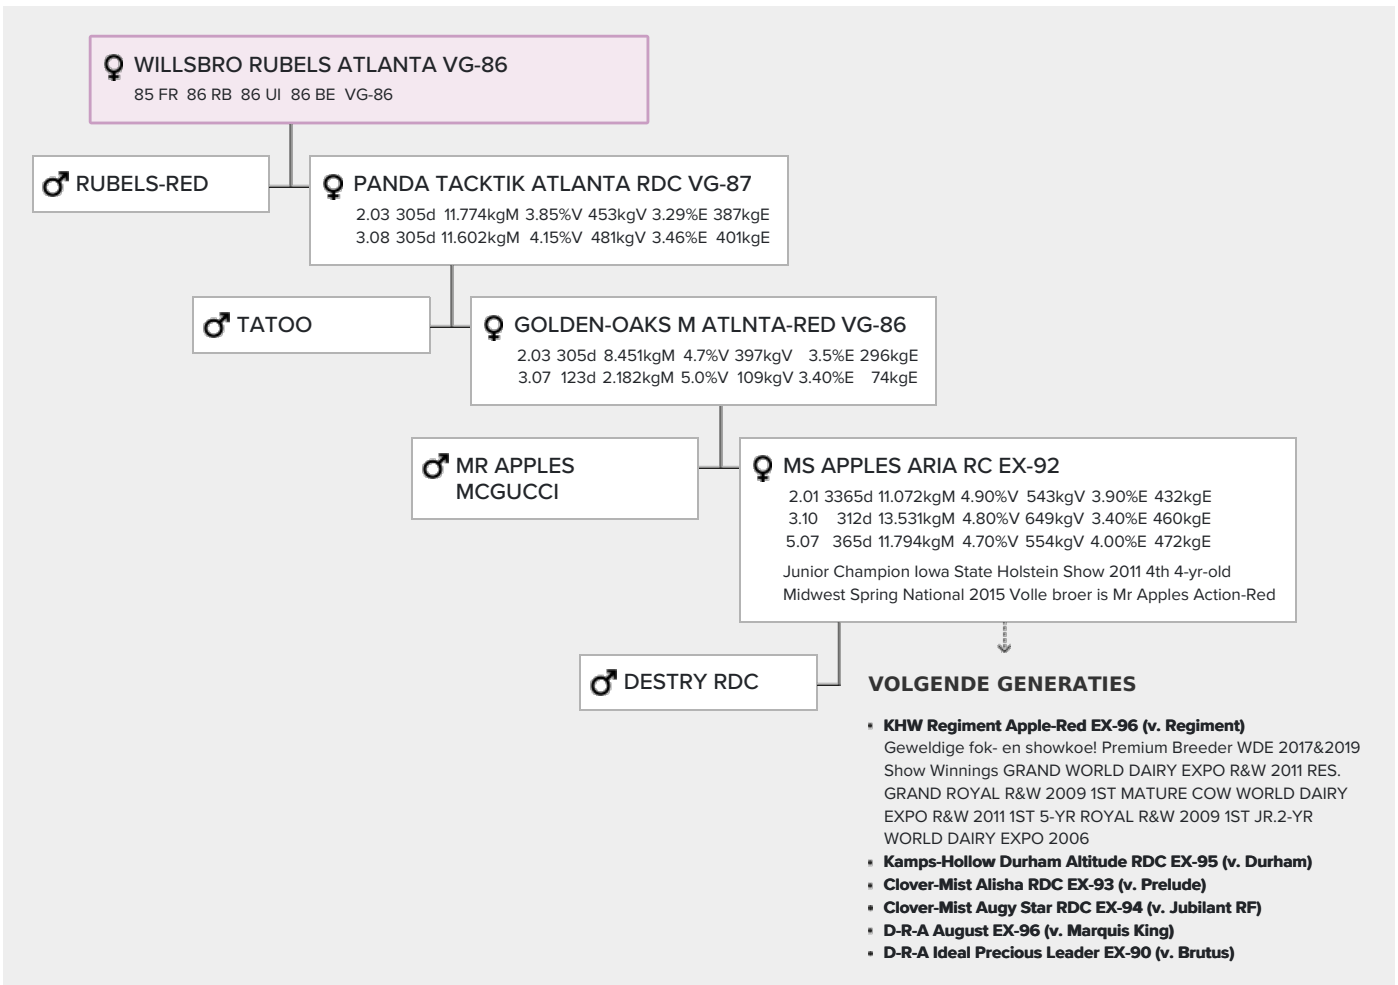 WILLSBRO RUBELS ATLANTA VG-86
85 FR 86 RB 86 UI 86 BE VG-86
RUBELS-RED
PANDA TACKTIK ATLANTA RDC VG-87
2.03 305d 11.774kgM 3.85%V 453kgV 3.29%E 387kgE
3.08 305d 11.602kgM 4.15%V 481kgV 3.46%E 401kgE
TATOO
GOLDEN-OAKS M ATLNTA-RED VG-86
2.03 305d 8.451kgM 4.7%V 397kgV 3.5%E 296kgE
3.07 123d 2.182kgM 5.0%V 109kgV 3.40%E 74kgE
MR APPLES
MCGUCCI
MS APPLES ARIA RC EX-92
2.01 3365d 11.072kgM 4.90%V 543kgV 3.90%E 432kgE
3.10 312d 13.531kgM 4.80%V 649kgV 3.40%E 460kgE
5.07 365d 11.794kgM 4.70%V 554kgV 4.00%E 472kgE
Junior Champion Iowa State Holstein Show 2011 4th 4-yr-old
Midwest Spring National 2015 Volle broer is Mr Apples Action-Red
DESTRY RDC
VOLGENDE GENERATIES
▪ KHW Regiment Apple-Red EX-96 (v. Regiment)
Geweldige fok- en showkoe! Premium Breeder WDE 2017&2019
Show Winnings GRAND WORLD DAIRY EXPO R&W 2011 RES.
GRAND ROYAL R&W 2009 1ST MATURE COW WORLD DAIRY
EXPO R&W 2011 1ST 5-YR ROYAL R&W 2009 1ST JR.2-YR
WORLD DAIRY EXPO 2006
▪ Kamps-Hollow Durham Altitude RDC EX-95 (v. Durham)
▪ Clover-Mist Alisha RDC EX-93 (v. Prelude)
▪ Clover-Mist Augy Star RDC EX-94 (v. Jubilant RF)
▪ D-R-A August EX-96 (v. Marquis King)
▪ D-R-A Ideal Precious Leader EX-90 (v. Brutus)